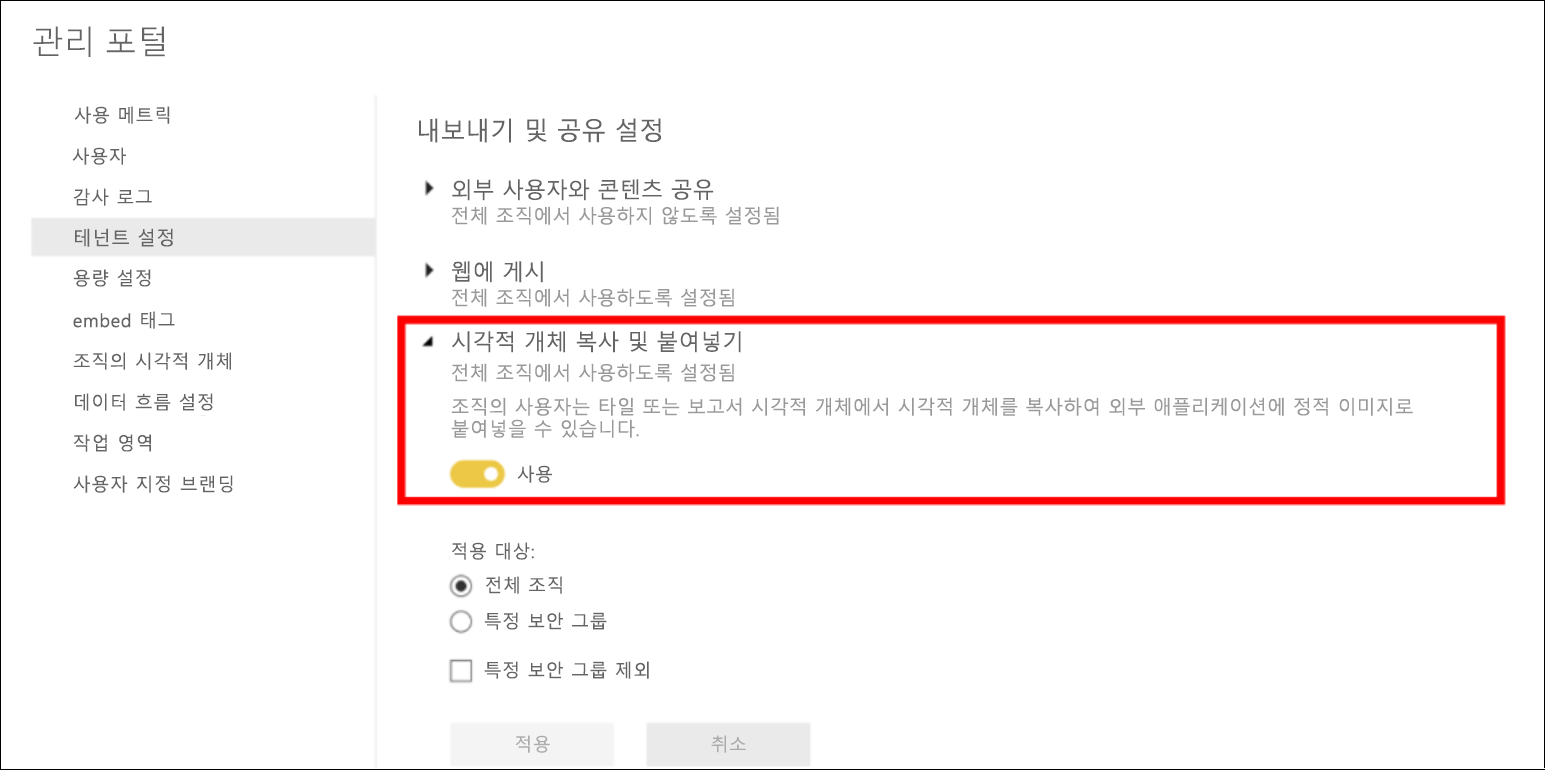 관리 포털
사용 메트릭
사용자
감사 로그
테넌트 설정
용량 설정
embed 태그
조직의 시각적 개체
데이터 흐름 설정
작업 영역
사용자 지정 브랜딩
내보내기 및 공유 설정
외부 사용자와 콘텐츠 공유
전체 조직에서 사용하지 않도록 설정됨
웹에 게시
전체 조직에서 사용하도록 설정됨
시각적 개체 복사 및 붙여넣기
전체 조직에서 사용하도록 설정됨
조직의 사용자는 타일 또는 보고서 시각적 개체에서 시각적 개체를 복사하여 외부 애플리케이션에 정적 이미지로
붙여넣을 수 있습니다.
사용
적용 대상:
전체 조직
특정 보안 그룹
특정 보안 그룹 제외
적용
취소